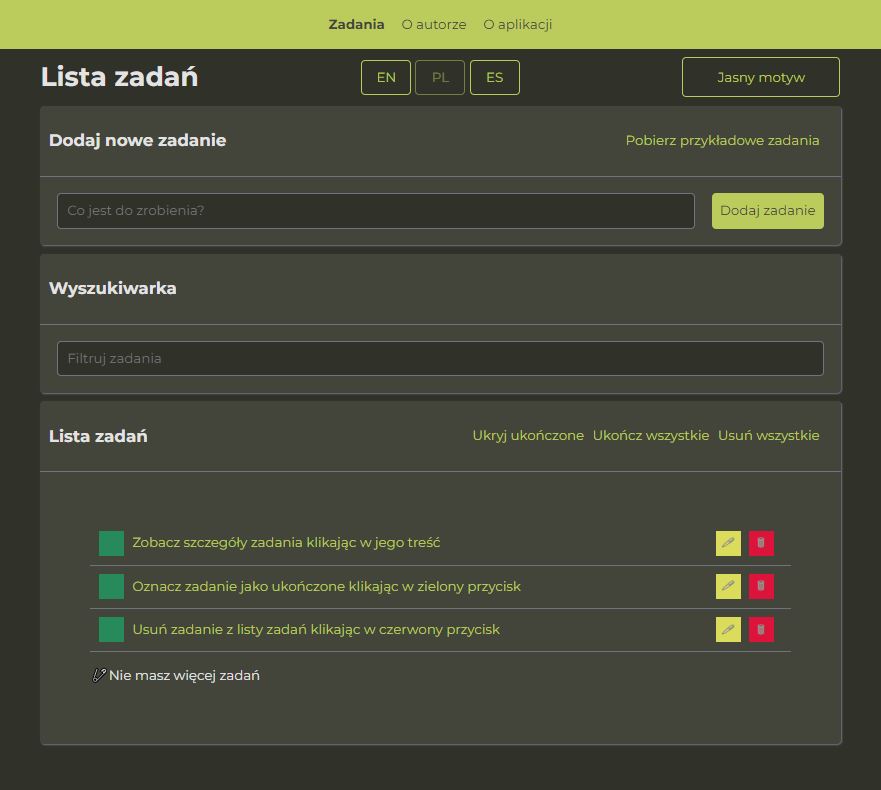 Zadania O autorze O aplikacji
Lista zadań
EN PL ES
Jasny motyw
Dodaj nowe zadanie
Pobierz przykładowe zadania
Co jest do zrobienia?
Dodaj zadanie
Wyszukiwarka
Filtruj zadania
Lista zadań
Ukryj ukończone Ukończ wszystkie Usuń wszystkie
Zobacz szczegóły zadania klikając w jego treść
Oznacz zadanie jako ukończone klikając w zielony przycisk
Usuń zadanie z listy zadań klikając w czerwony przycisk
Nie masz więcej zadań